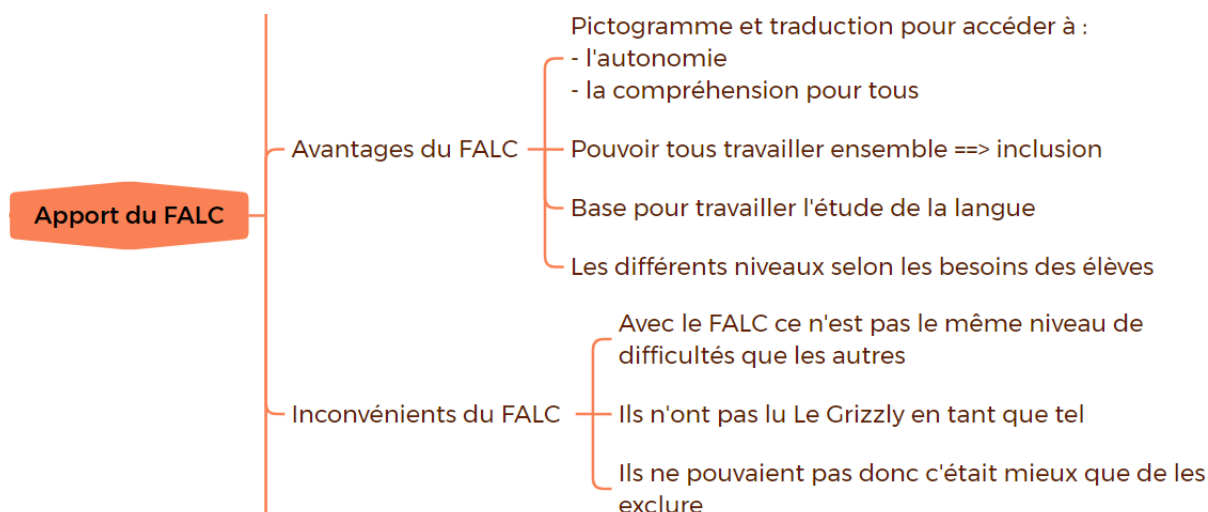 Apport du FALC
Avantages du FALC
Pictogramme et traduction pour accéder à :
- l'autonomie
- la compréhension pour tous
Pouvoir tous travailler ensemble ==> inclusion
Base pour travailler l'étude de la langue
Les différents niveaux selon les besoins des élèves
Inconvénients du FALC
Avec le FALC ce n'est pas le même niveau de
difficultés que les autres
Ils n'ont pas lu Le Grizzly en tant que tel
Ils ne pouvaient pas donc c'était mieux que de les
exclure